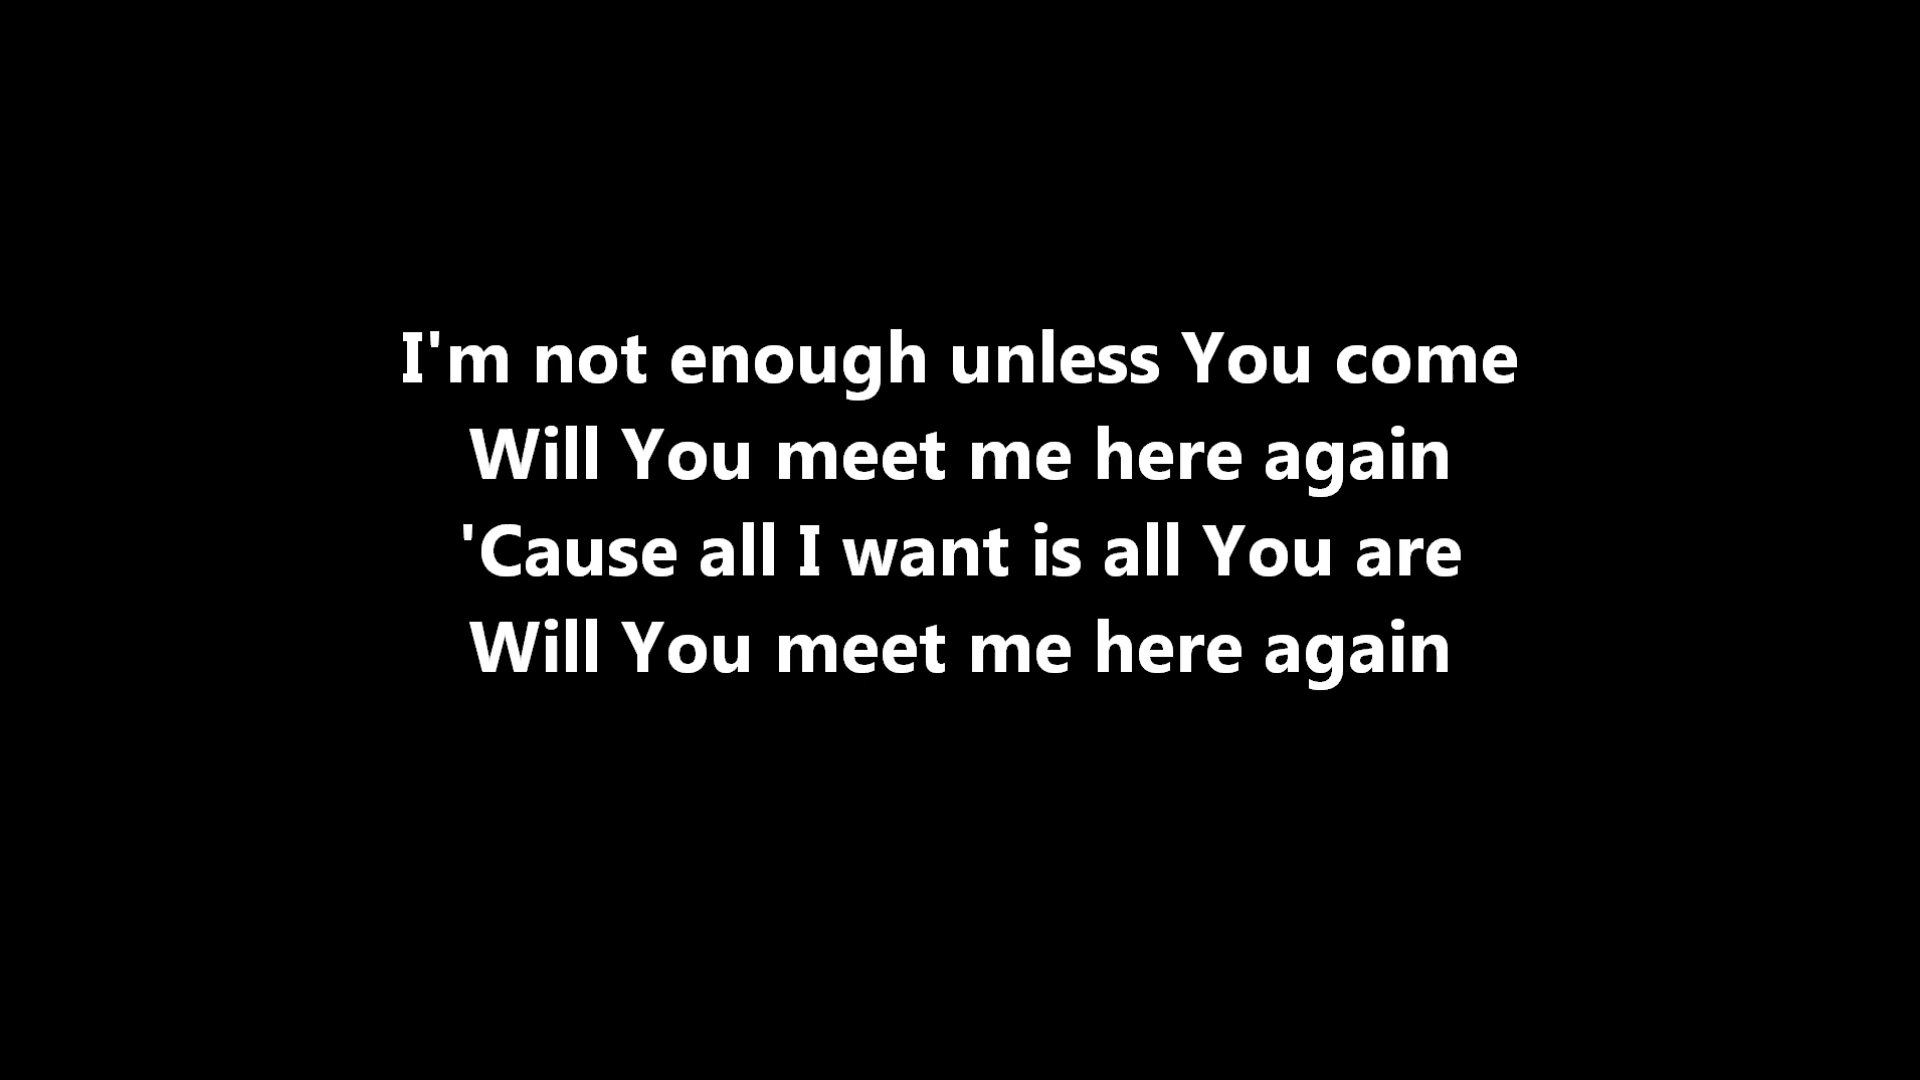 I'm not enough unless You come
Will You meet me here again
'Cause all I want is all You are
Will You meet me here again